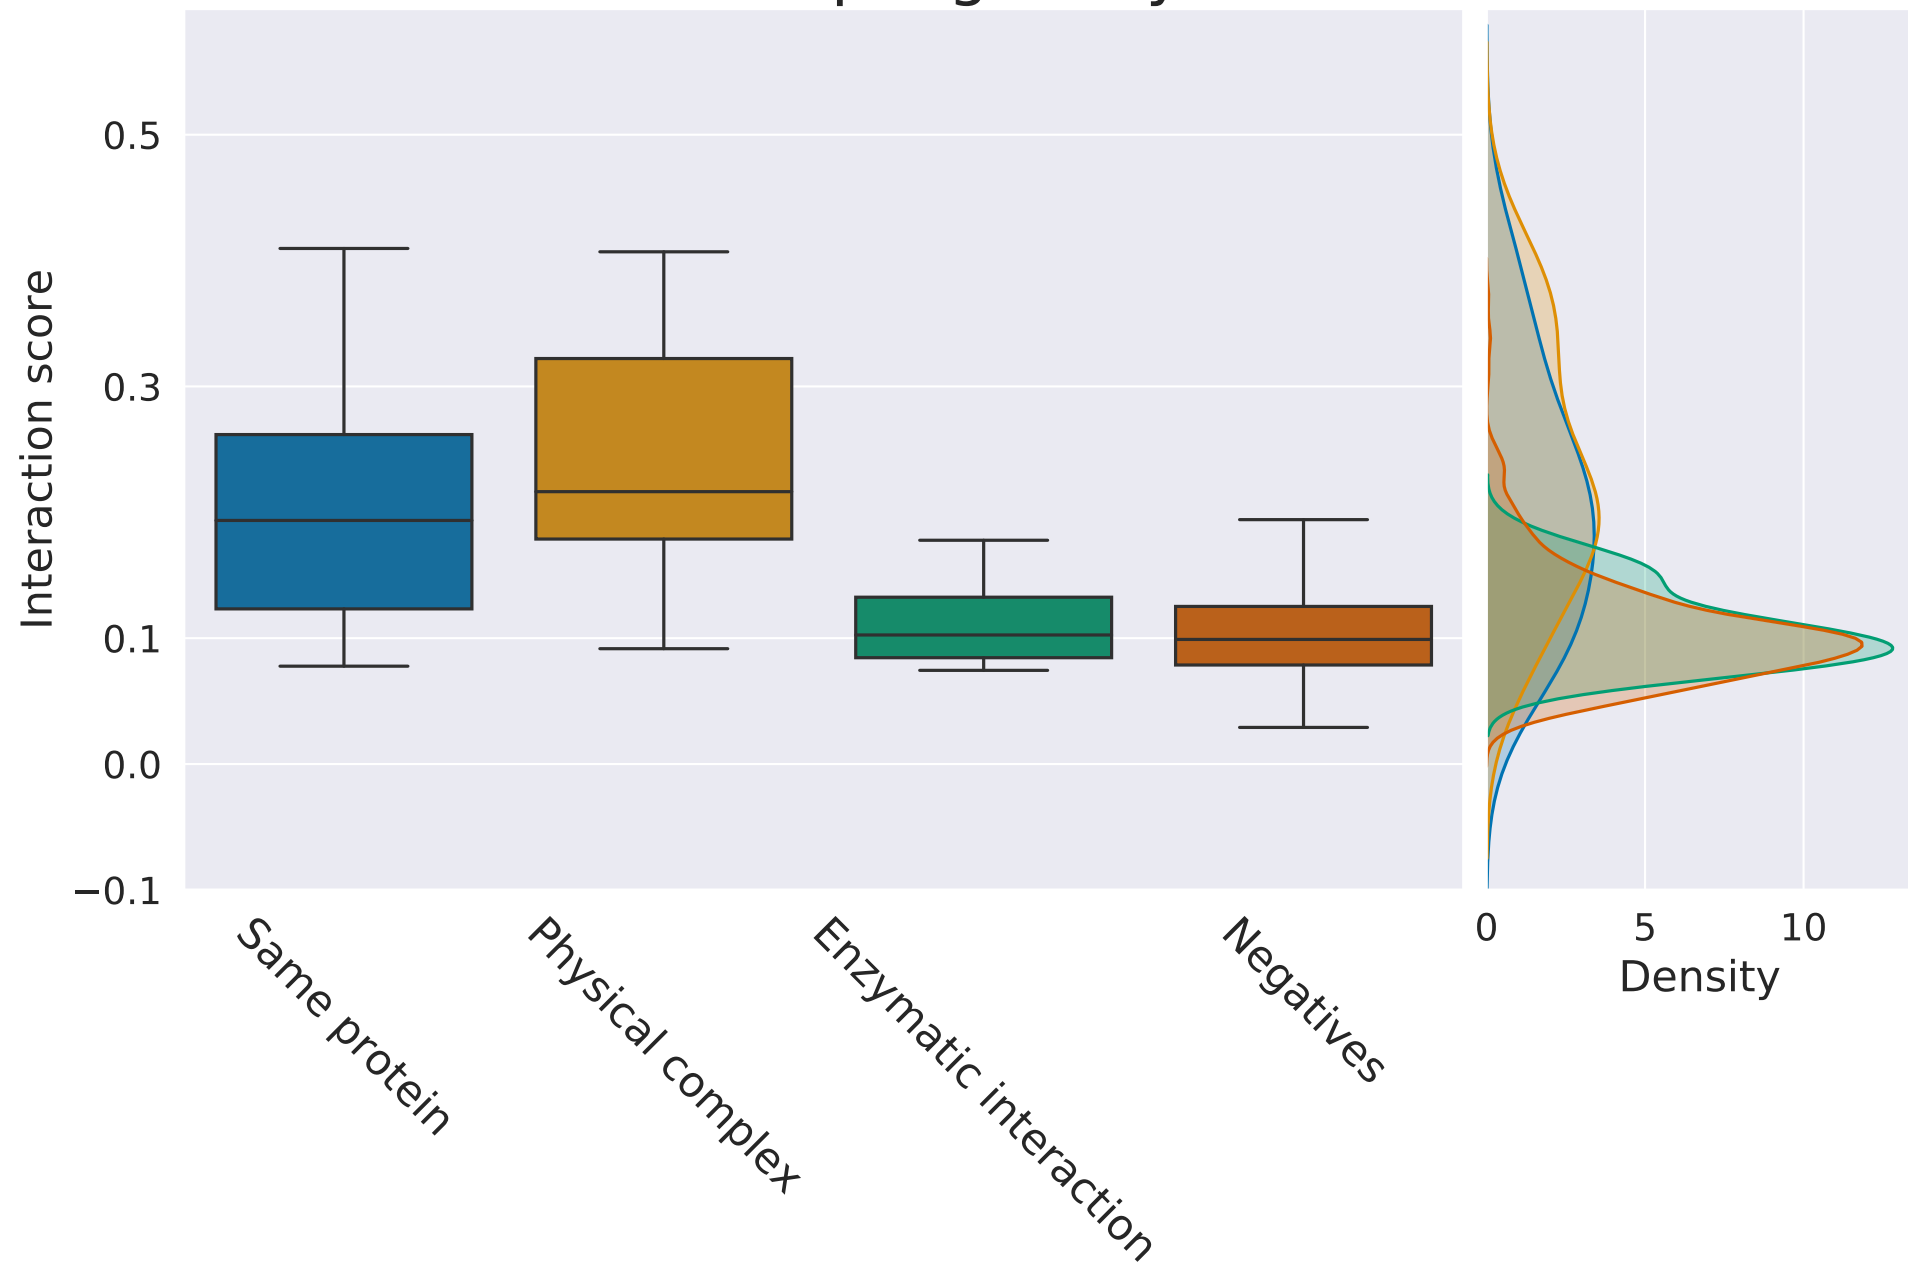 Interaction score
0.5
0.3
0.1
0.0
−0.1
Same protein
Physical complex
Enzymatic interaction
Negatives
0 5 10
Density